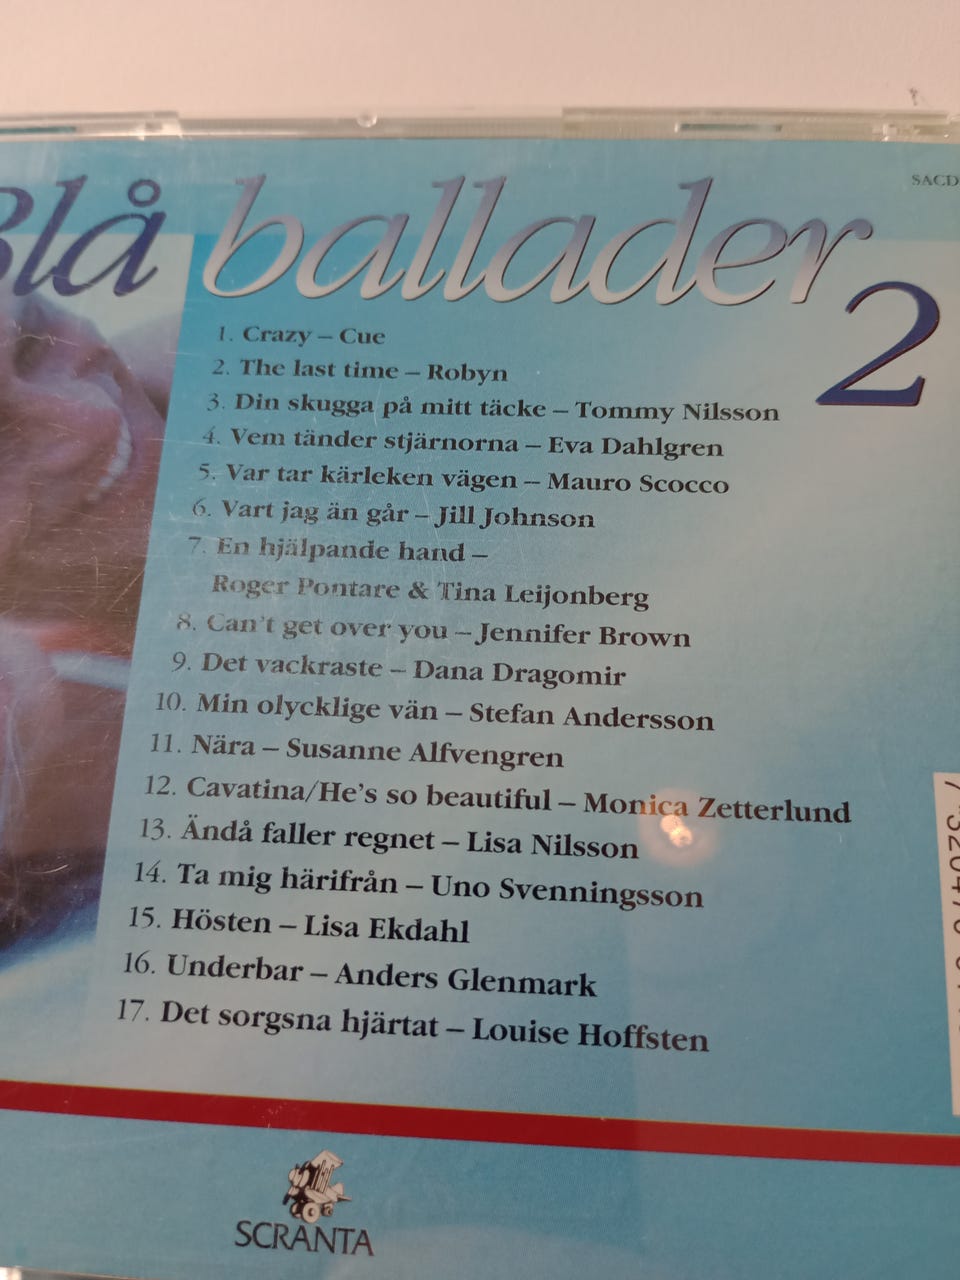 Blå ballader 2
SACD
1. Crazy – Cue
2. The last time – Robyn
3. Din skugga på mitt täcke – Tommy Nilsson
4. Vem tänder stjärnorna – Eva Dahlgren
5. Var tar kärleken vägen – Mauro Scocco
6. Vart jag än går – Jill Johnson
7. En hjälpande hand –
Roger Pontare & Tina Leijonberg
8. Can't get over you – Jennifer Brown
9. Det vackraste – Dana Dragomir
10. Min olycklige vän – Stefan Andersson
11. Nära – Susanne Alfvengren
12. Cavatina/He's so beautiful – Monica Zetterlund
13. Ändå faller regnet – Lisa Nilsson
14. Ta mig härifrån – Uno Svenningsson
15. Hösten – Lisa Ekdahl
16. Underbar – Anders Glenmark
17. Det sorgsna hjärtat – Louise Hoffsten
SCRANTA